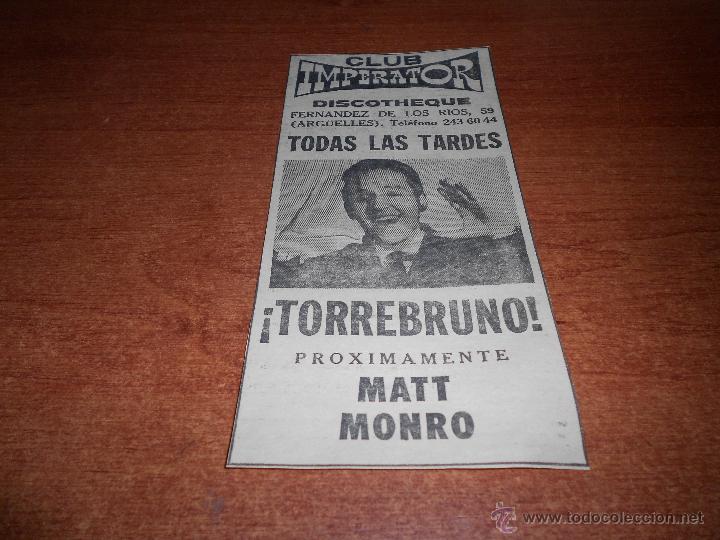 CLUB
IMPERATOR
DISCOTHEQUE
FERNANDEZ DE LOS RIOS, 59
(ARGUELLES). Teléfono 243 60 44
TODAS LAS TARDES
¡TORREBRUNO!
PROXIMAMENTE
MATT
MONRO
© www.todocoleccion.net